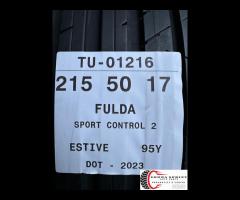 TU-01216
215 50 17
FULDA
SPORT CONTROL 2
ESTIVE 95Y
DOT - 2023